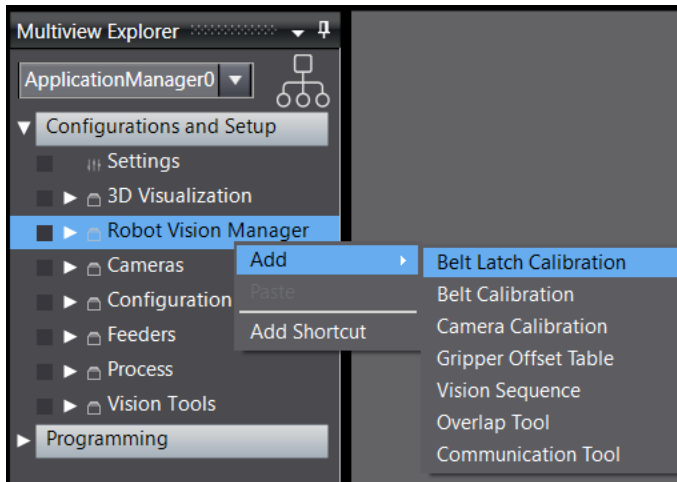 Multiview Explorer
ApplicationManager0
Configurations and Setup
Settings
3D Visualization
Robot Vision Manager
Cameras
Configuration
Feeders
Process
Vision Tools
Programming
Add
Paste
Add Shortcut
Belt Latch Calibration
Belt Calibration
Camera Calibration
Gripper Offset Table
Vision Sequence
Overlap Tool
Communication Tool